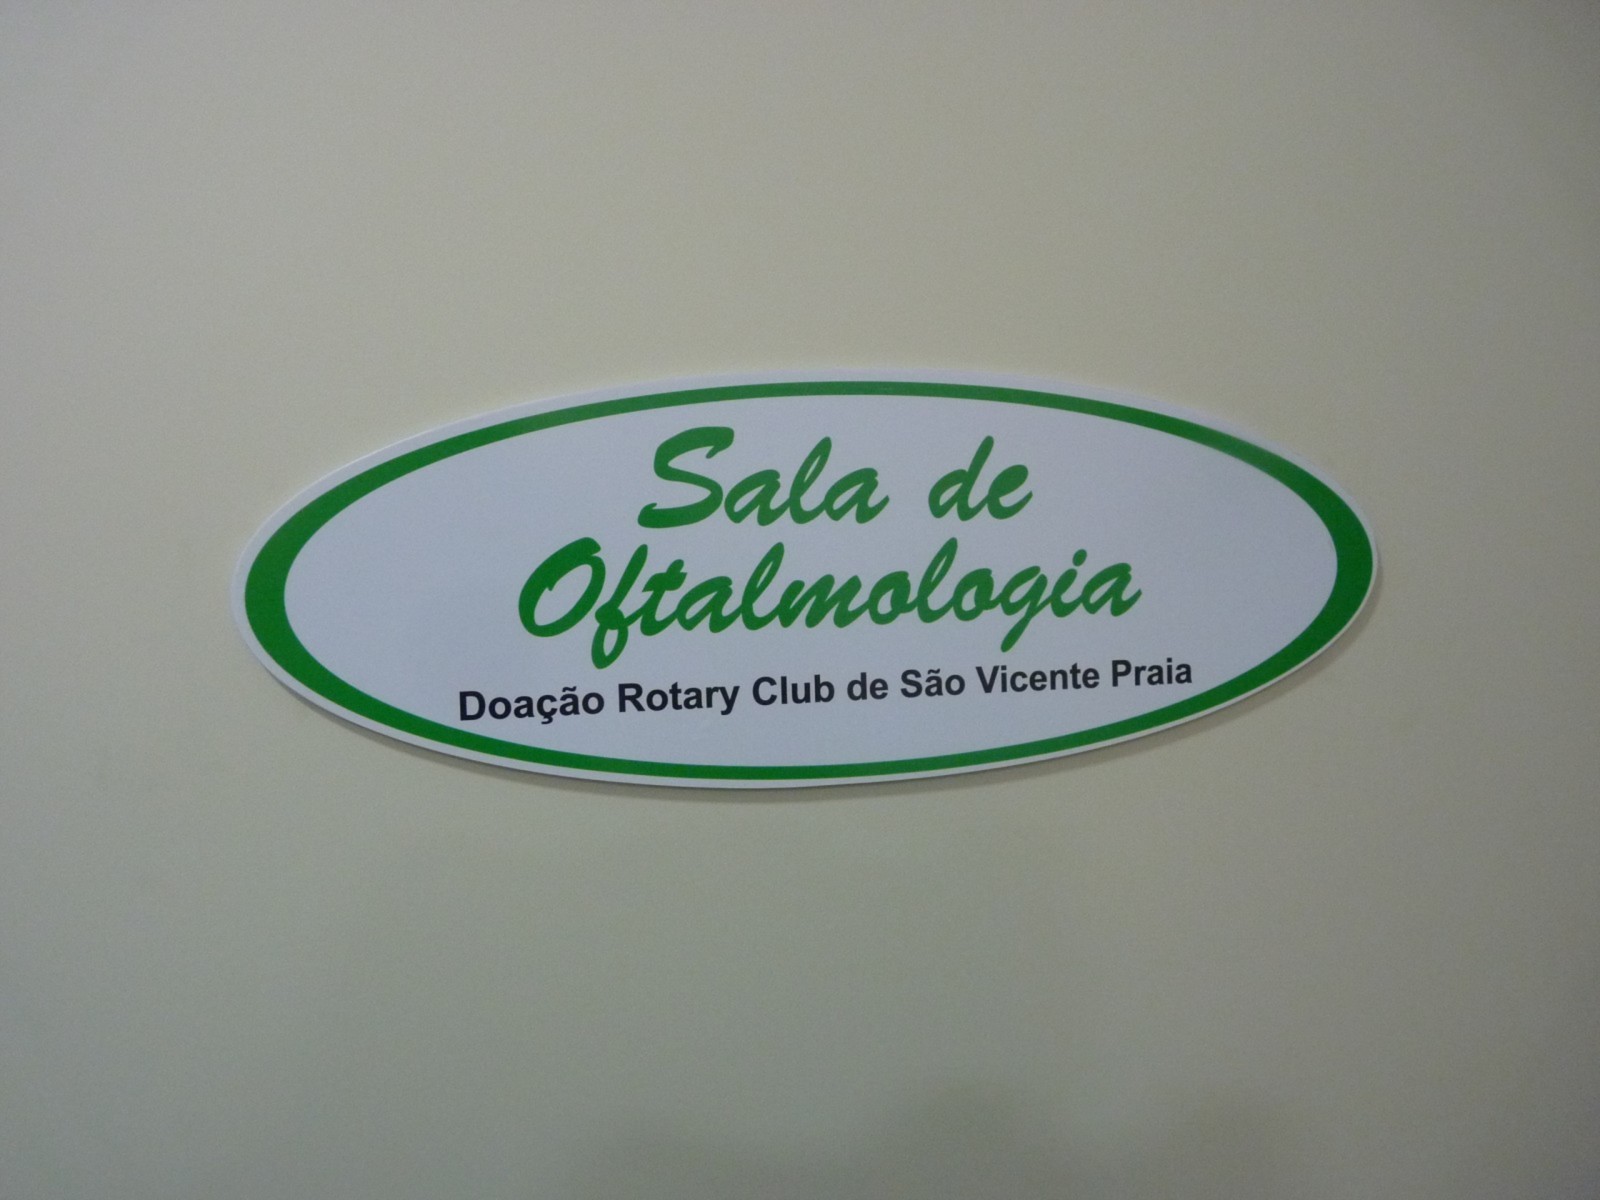 Sala de
Oftalmologia
Doação Rotary Club de São Vicente Praia